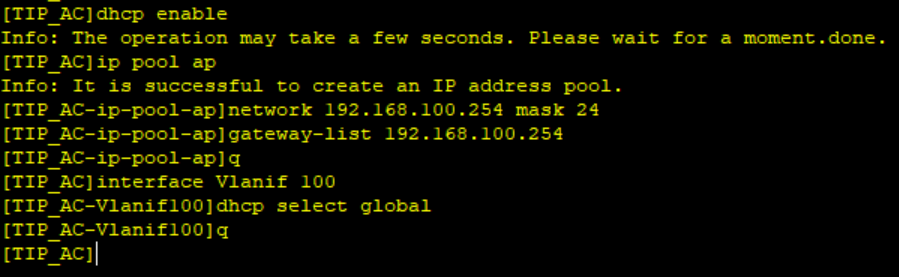 [TIP_AC]dhcp enable
Info: The operation may take a few seconds. Please wait for a moment.done.
[TIP_AC]ip pool ap
Info: It is successful to create an IP address pool.
[TIP_AC-ip-pool-ap]network 192.168.100.254 mask 24
[TIP_AC-ip-pool-ap]gateway-list 192.168.100.254
[TIP_AC-ip-pool-ap]q
[TIP_AC]interface Vlanif 100
[TIP_AC-Vlanif100]dhcp select global
[TIP_AC-Vlanif100]q
[TIP_AC]